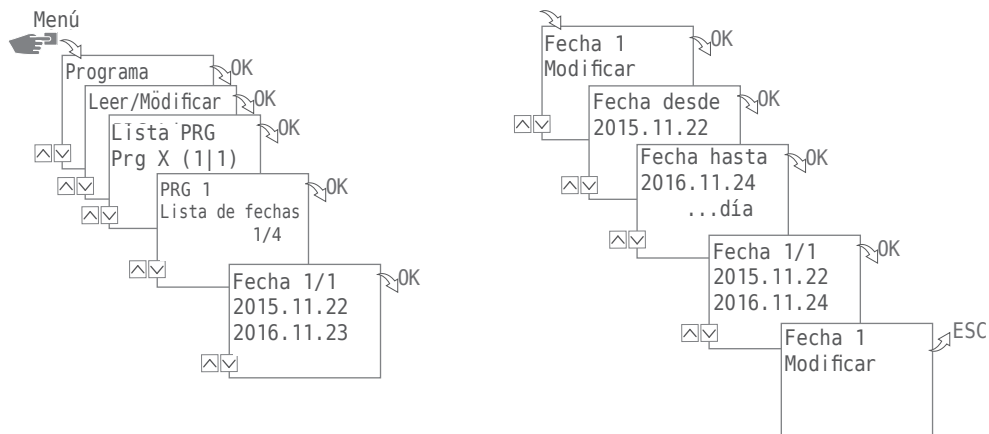 Menú
Programa
OK
Leer/Modificar
OK
Lista PRG
Prg X (1|1)
OK
PRG 1
Lista de fechas
1/4
OK
Fecha 1/1
2015.11.22
2016.11.23
OK
Fecha 1
Modificar
OK
Fecha desde
2015.11.22
OK
Fecha hasta
2016.11.24
...día
OK
Fecha 1/1
2015.11.22
2016.11.24
OK
Fecha 1
Modificar
ESC